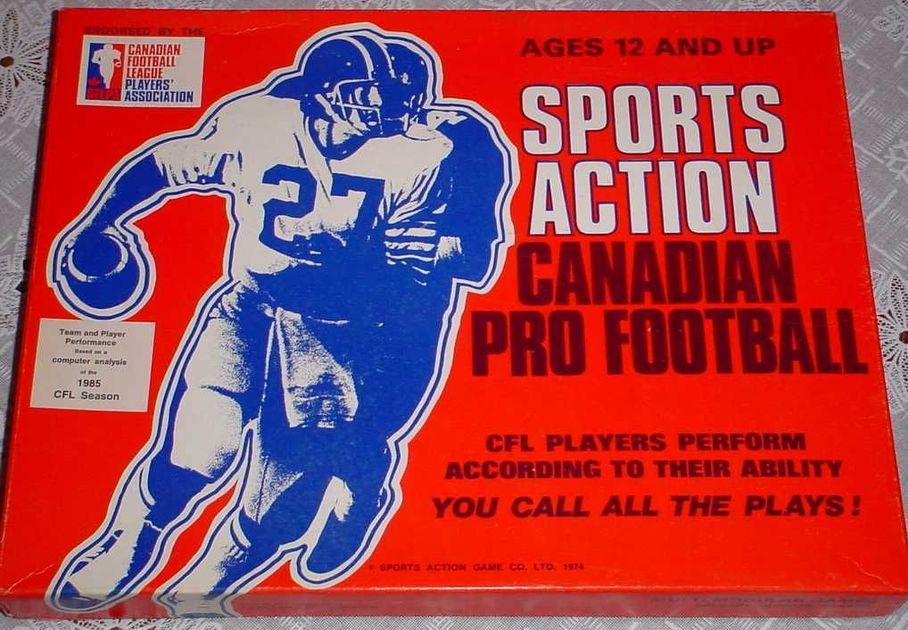 ENDORSED BY THE
CANADIAN
FOOTBALL
LEAGUE
PLAYERS'
ASSOCIATION
AGES 12 AND UP
SPORTS
ACTION
CANADIAN
PRO FOOTBALL
27
Team and Player
Performance
Based on a
computer analysis
of the
1985
CFL Season
CFL PLAYERS PERFORM
ACCORDING TO THEIR ABILITY
YOU CALL ALL THE PLAYS!
© SPORTS ACTION GAME CO. LTD. 1974